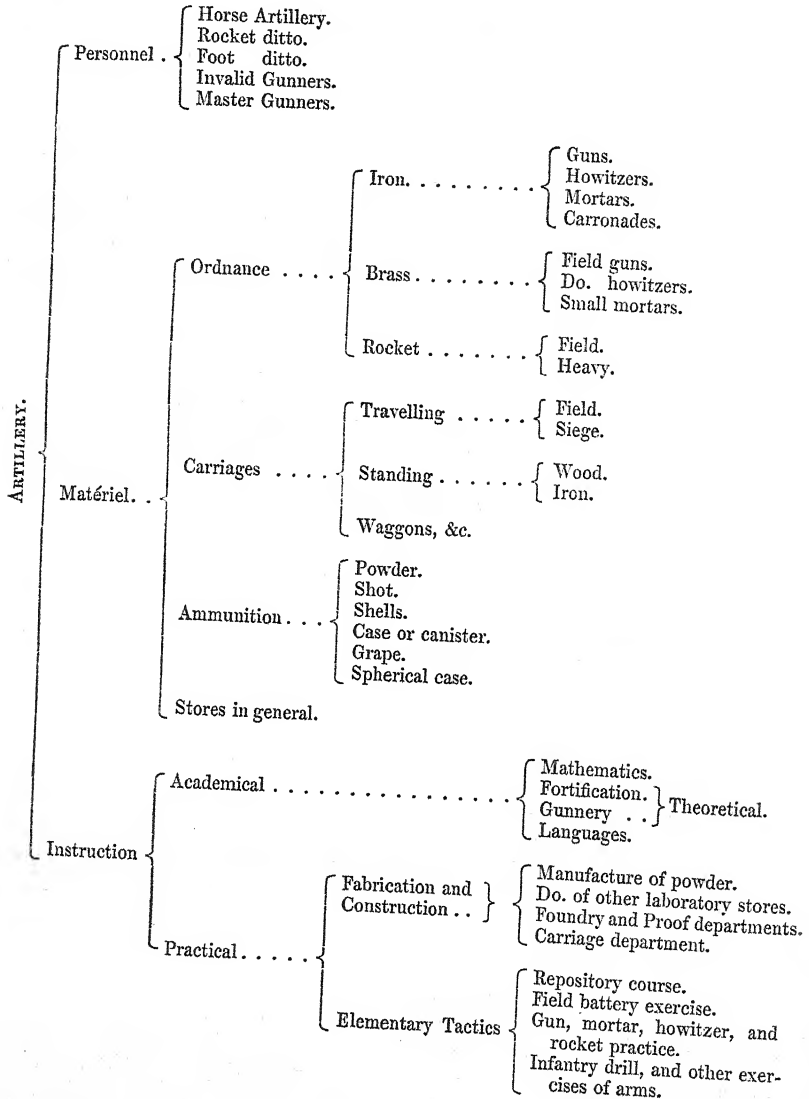 ARTILLERY.
Personnel .
Horse Artillery.
Rocket ditto.
Foot ditto.
Invalid Gunners.
Master Gunners.
Matériel. . .
Ordnance . . . .
Iron. . . . . . . . . .
Guns.
Howitzers.
Mortars.
Carronades.
Brass . . . . . . . .
Field guns.
Do. howitzers.
Small mortars.
Rocket . . . . . . .
Field.
Heavy.
Carriages . . . .
Travelling . . . . .
Field.
Siege.
Standing . . . . . .
Wood.
Iron.
Waggons, &c.
Ammunition . . .
Powder.
Shot.
Shells.
Case or canister.
Grape.
Spherical case.
Stores in general.
Instruction
Academical . . . . . . . . . . . . . . . .
Mathematics.
Fortification.
Gunnery . .
Theoretical.
Languages.
Practical. . . . .
Fabrication and
Construction . .
Manufacture of powder.
Do. of other laboratory stores.
Foundry and Proof departments.
Carriage department.
Elementary Tactics
Repository course.
Field battery exercise.
Gun, mortar, howitzer, and
rocket practice.
Infantry drill, and other exer-
cises of arms.